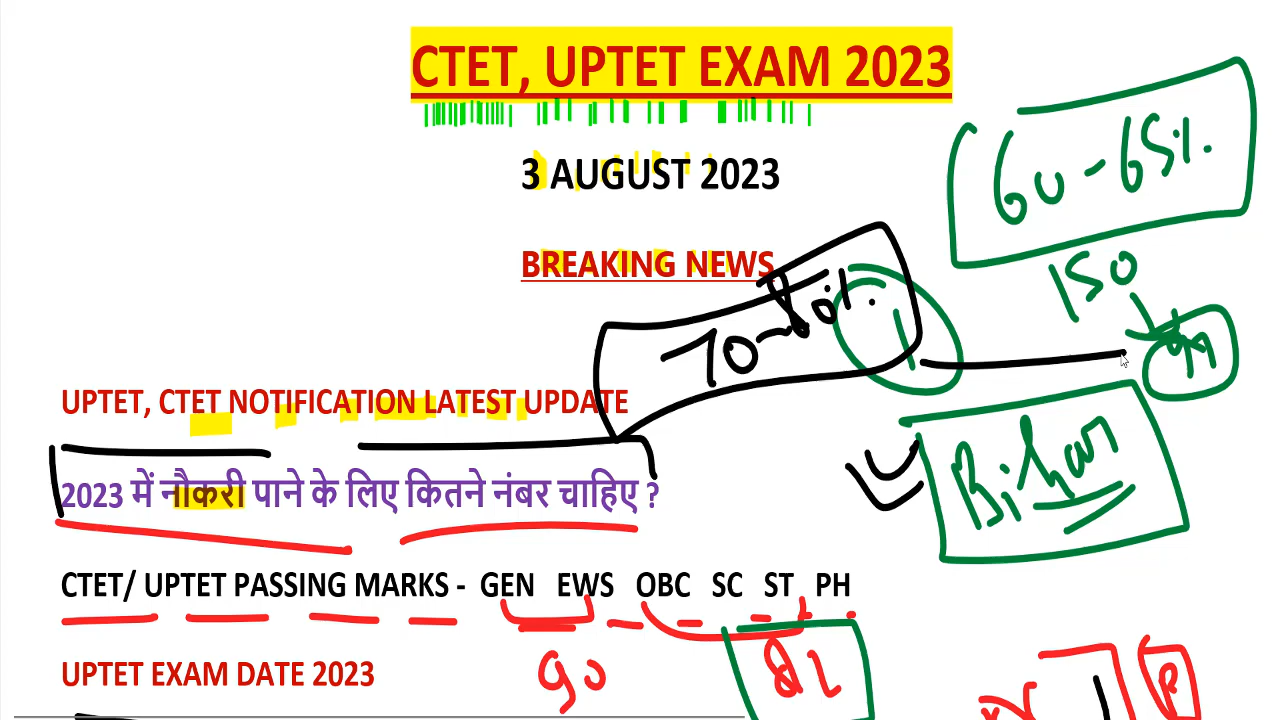 CTET, UPTET EXAM 2023
3 AUGUST 2023
60-65%.
BREAKING NEWS
150
70-80%.
UPTET, CTET NOTIFICATION LATEST UPDATE
Bihar
2023 में नौकरी पाने के लिए कितने नंबर चाहिए ?
CTET/ UPTET PASSING MARKS - GEN EWS OBC SC ST PH
90
82
UPTET EXAM DATE 2023